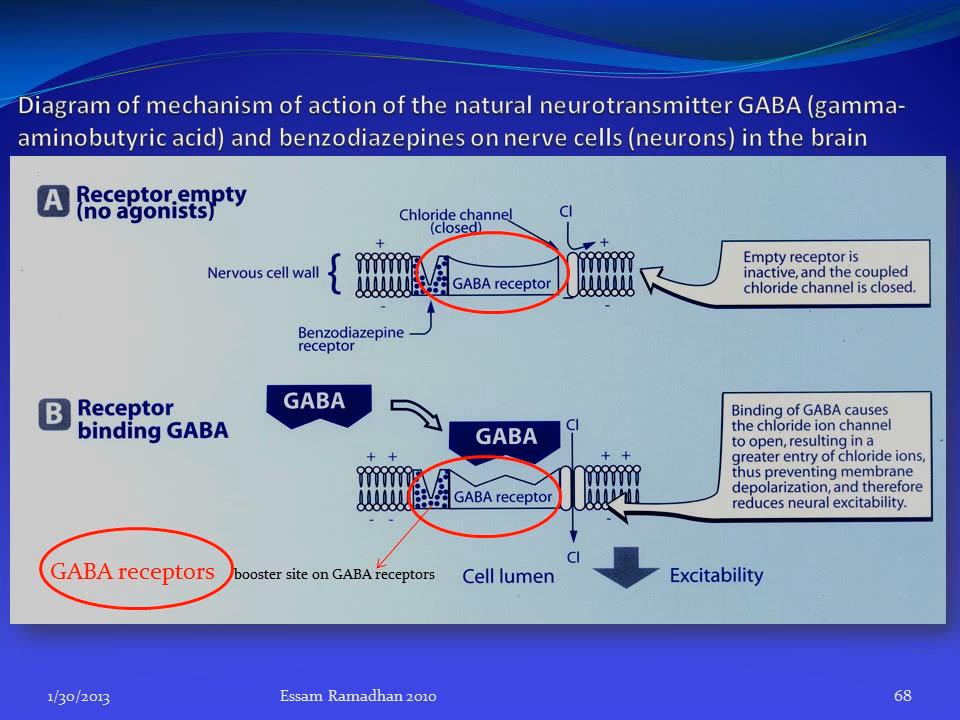 Diagram of mechanism of action of the natural neurotransmitter GABA (gamma-
aminobutyric acid) and benzodiazepines on nerve cells (neurons) in the brain
A Receptor empty
(no agonists)
Chloride channel
(closed)
Cl
+
+
Nervous cell wall {
GABA receptor
-
-
Benzodiazepine
receptor
Empty receptor is
inactive, and the coupled
chloride channel is closed.
B Receptor
binding GABA
GABA
GABA
Cl
+ +
+ +
GABA receptor
- -
-
Cl
Binding of GABA causes
the chloride ion channel
to open, resulting in a
greater entry of chloride ions,
thus preventing membrane
depolarization, and therefore
reduces neural excitability.
GABA receptors
booster site on GABA receptors
Cell lumen
Excitability
1/30/2013
Essam Ramadhan 2010
68